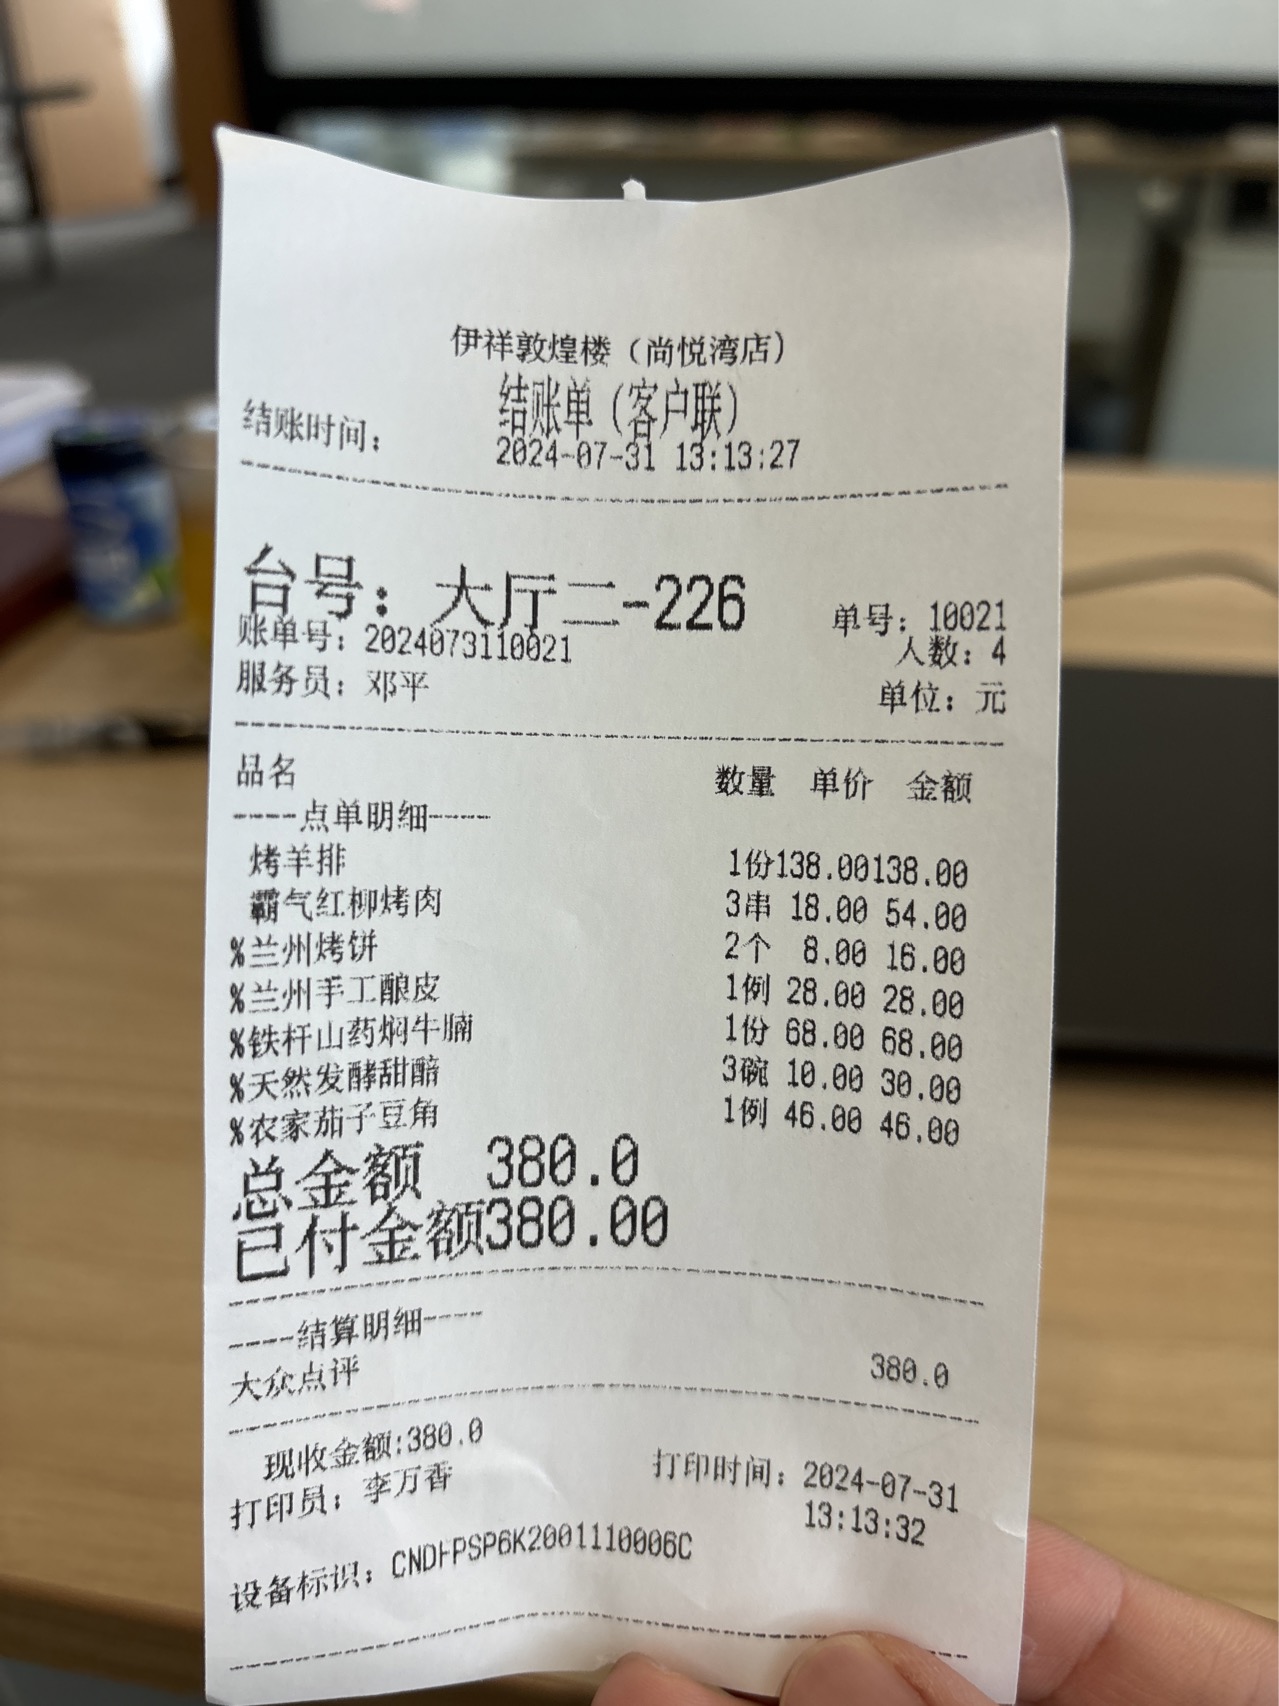 伊祥敦煌楼（尚悦湾店）
结账单（客户联）
结账时间： 2024-07-31 13:13:27
台号： 大厅二-226
单号： 10021
账单号： 2024073110021
人数： 4
服务员： 邓平
单位： 元
品名 数量 单价 金额
----点单明细----
烤羊排 1份138.00138.00
霸气红柳烤肉 3串 18.00 54.00
%兰州烤饼 2个 8.00 16.00
%兰州手工酿皮 1例 28.00 28.00
%铁杆山药焖牛腩 1份 68.00 68.00
%天然发酵甜醅 3碗 10.00 30.00
%农家茄子豆角 1例 46.00 46.00
总金额 380.0
已付金额380.00
----结算明细----
大众点评 380.0
现收金额:380.0
打印员： 李万香 打印时间： 2024-07-31
13:13:32
设备标识： CNDFPSP6K2001110006C